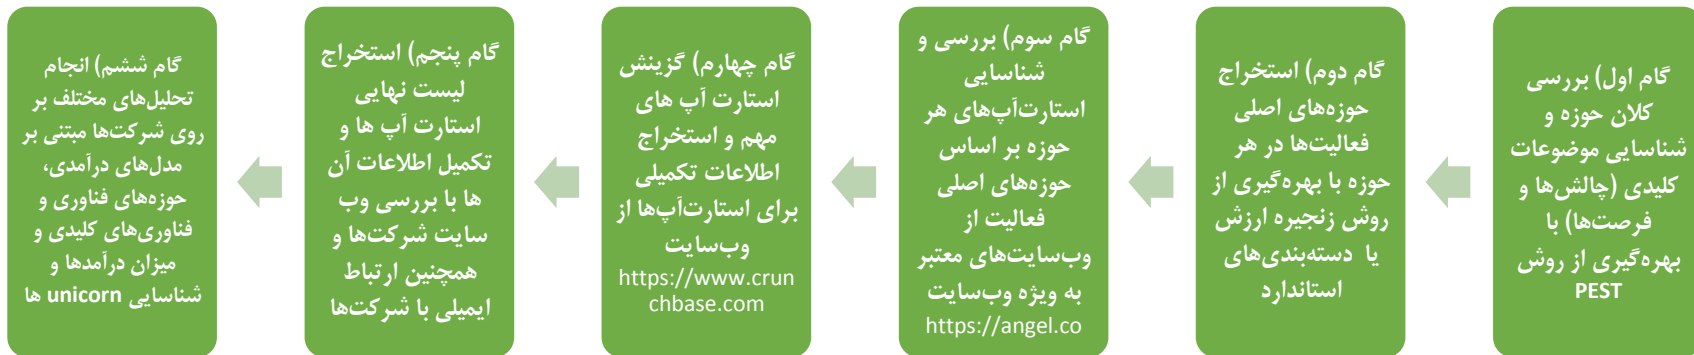 گام اول) بررسی
کلان حوزه و
شناسایی موضوعات
کلیدی (چالش‌ها و
فرصت‌ها) با
بهره‌گیری از روش
PEST
گام دوم) استخراج
حوزه‌های اصلی
فعالیت‌ها در هر
حوزه با بهره‌گیری از
روش زنجیره ارزش
یا دسته‌بندی‌های
استاندارد
گام سوم) بررسی و
شناسایی
استارت‌آپ‌های هر
حوزه بر اساس
حوزه‌های اصلی
فعالیت از
وب‌سایت‌های معتبر
به ویژه وب‌سایت
https://angel.co
گام چهارم) گزینش
استارت آپ های
مهم و استخراج
اطلاعات تکمیلی
برای استارت‌آپ‌ها از
وب‌سایت
https://www.crun
chbase.com
گام پنجم) استخراج
لیست نهایی
استارت آپ ها و
تکمیل اطلاعات آن
ها با بررسی وب
سایت شرکت‌ها و
همچنین ارتباط
ایمیلی با شرکت‌ها
گام ششم) انجام
تحلیل‌های مختلف بر
روی شرکت‌ها مبتنی بر
مدل‌های درآمدی،
حوزه‌های فناوری و
فناوری‌های کلیدی و
میزان درآمدها و
شناسایی unicorn ها